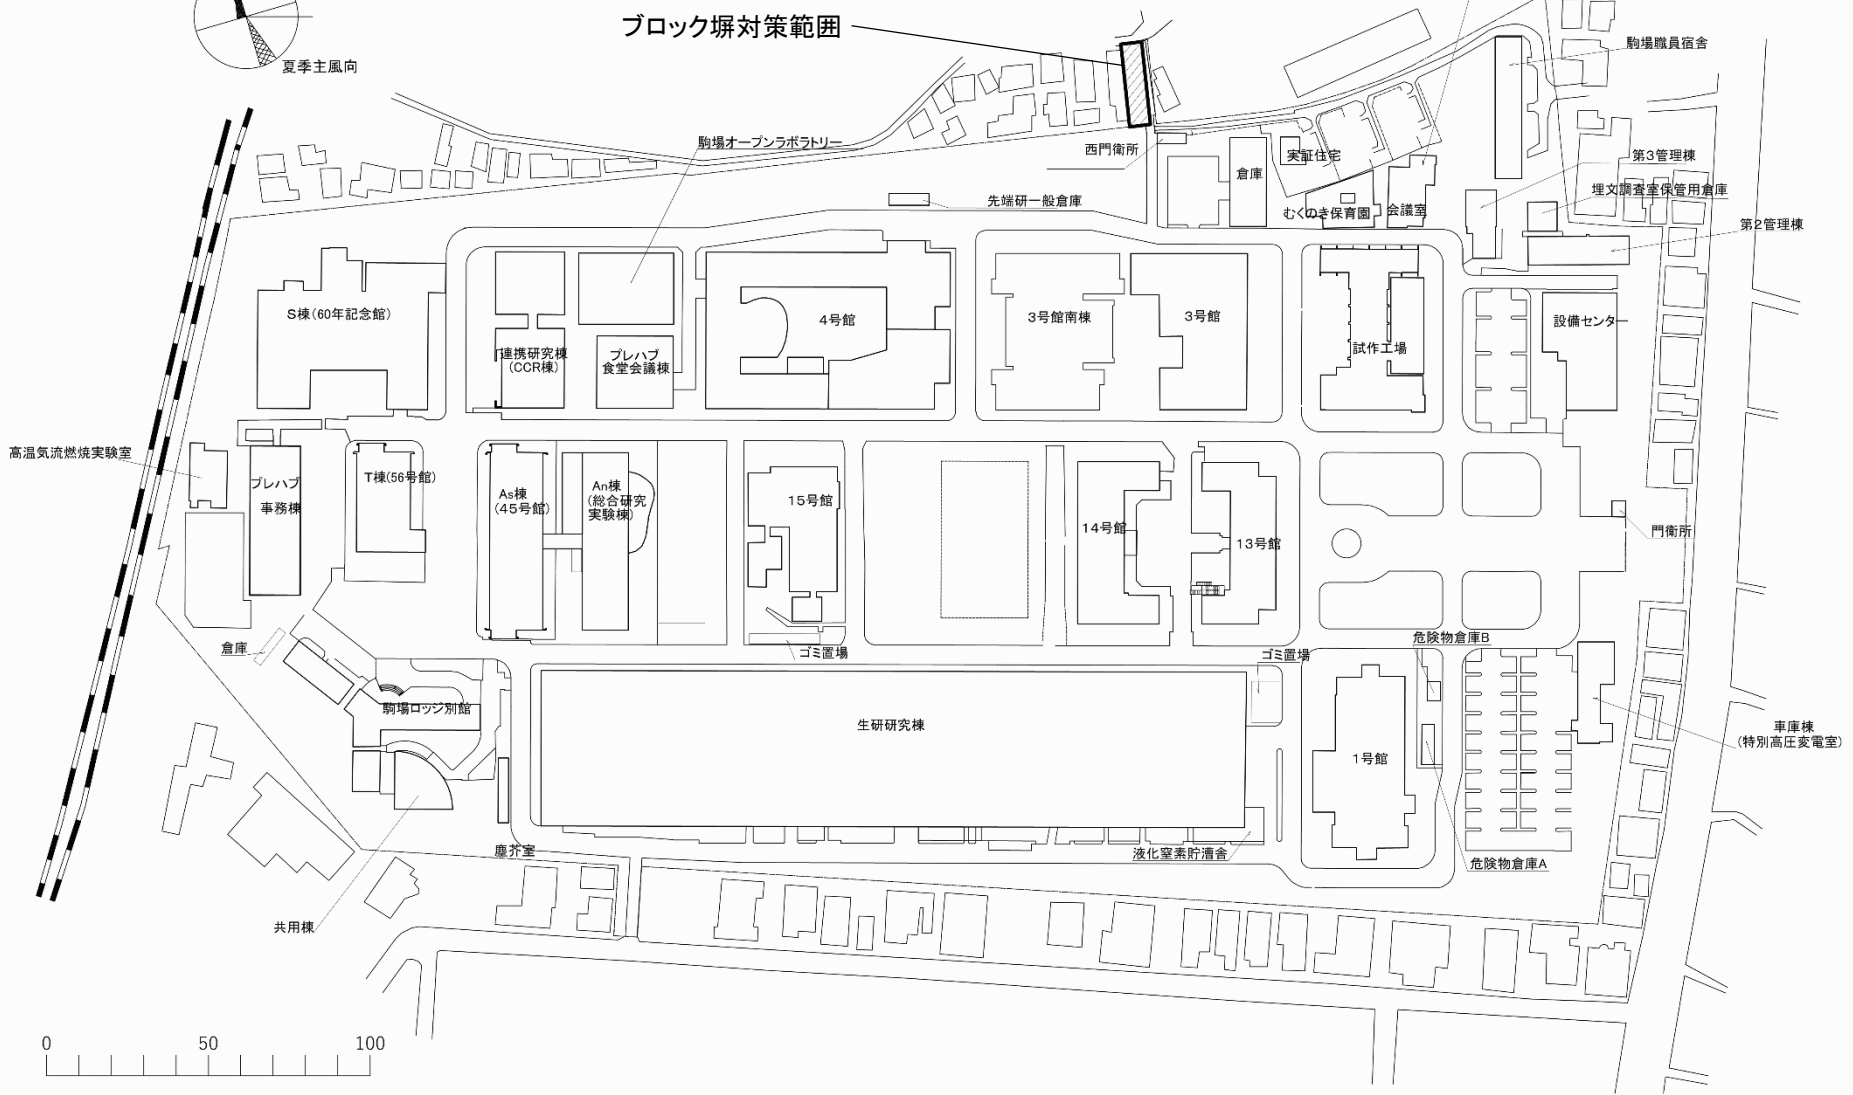 ブロック塀対策範囲
夏季主風向
駒場職員宿舎
駒場オープンラボラトリー
西門衛所
実証住宅
倉庫
第3管理棟
埋文調査室保管用倉庫
先端研一般倉庫
むくのき保育園
会議室
第2管理棟
S棟(60年記念館)
4号館
3号館南棟
3号館
設備センター
連携研究棟
(CCR棟)
プレハブ
食堂会議棟
試作工場
高温気流燃焼実験室
プレハブ
事務棟
T棟(56号館)
As棟
(45号館)
An棟
(総合研究
実験棟)
15号館
14号館
13号館
門衛所
倉庫
ゴミ置場
ゴミ置場
危険物倉庫B
駒場ロッジ別館
生研研究棟
1号館
車庫棟
(特別高圧変電室)
塵芥室
液化窒素貯漕舎
危険物倉庫A
共用棟
0
50
100